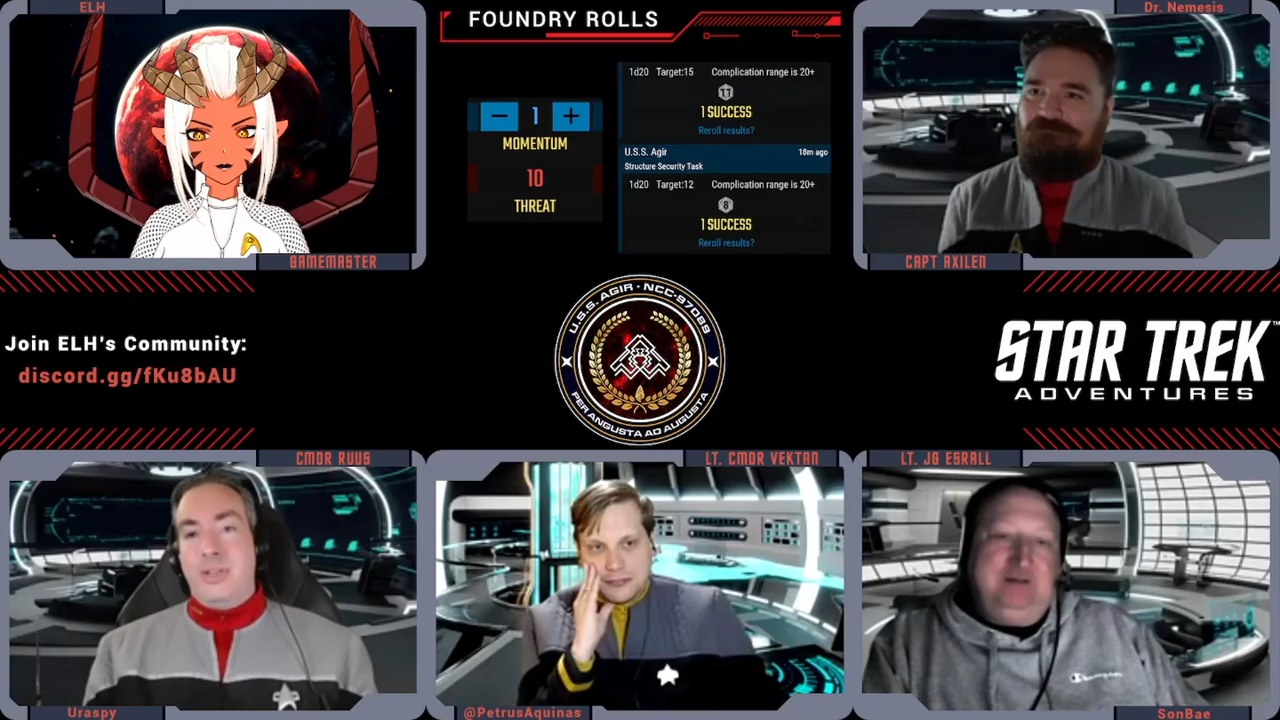 ELH
FOUNDRY ROLLS
Dr. Nemesis
1d20 Target:15 Complication range is 20+
11
1 SUCCESS
Reroll results?
− 1 +
MOMENTUM
10
THREAT
U.S.S. Agir 18m ago
Structure Security Task
1d20 Target:12 Complication range is 20+
8
1 SUCCESS
Reroll results?
GAMEMASTER
CAPT AXILEN
Join ELH's Community:
discord.gg/fKu8bAU
U.S.S. AGIR · NCC-97089
PER ANGUSTA AD AUGUSTA
STAR TREK
ADVENTURES
CMDR RUUS
LT. CMDR VEKTAN
LT. JG ESRALL
Champion
Uraspy
@PetrusAquinas
SonBae